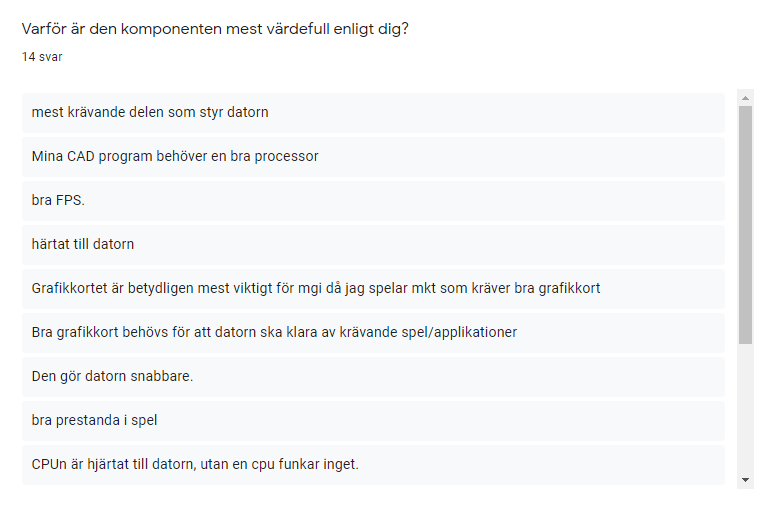 Varför är den komponenten mest värdefull enligt dig?
14 svar
mest krävande delen som styr datorn
Mina CAD program behöver en bra processor
bra FPS.
härtat till datorn
Grafikkortet är betydligen mest viktigt för mgi då jag spelar mkt som kräver bra grafikkort
Bra grafikkort behövs för att datorn ska klara av krävande spel/applikationer
Den gör datorn snabbare.
bra prestanda i spel
CPUn är hjärtat till datorn, utan en cpu funkar inget.